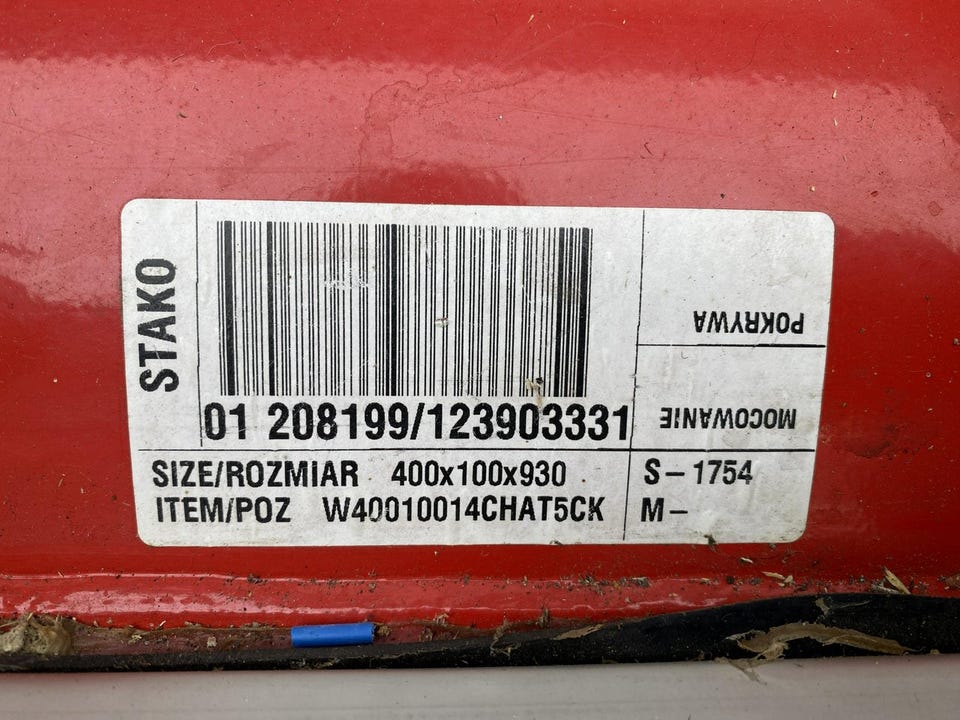 STAKO
01 208199/123903331
SIZE/ROZMIAR 400x100x930
ITEM/POZ W40010014CHAT5CK
POKRYWA
MOCOWANIE
S-1754
M-